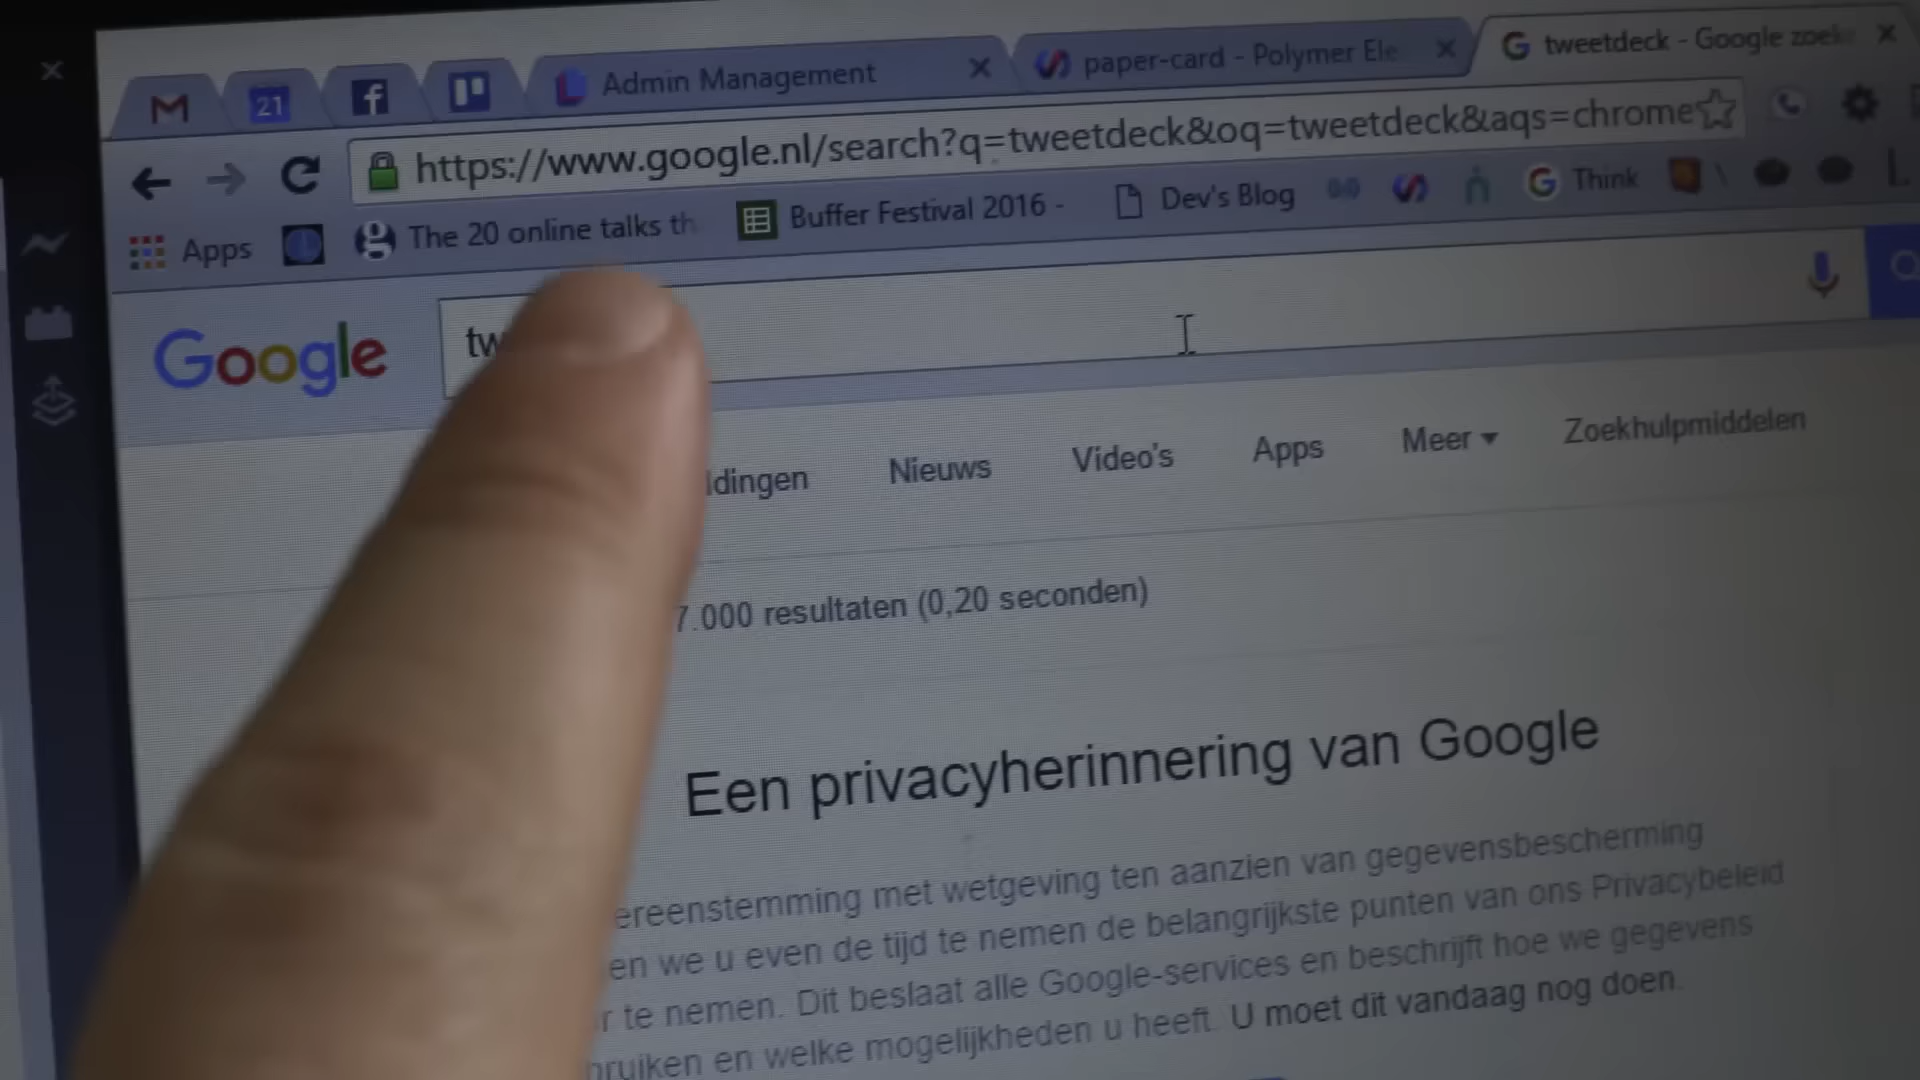 21
Admin Management
paper-card - Polymer Ele
tweetdeck - Google zoek
https://www.google.nl/search?q=tweetdeck&oq=tweetdeck&aqs=chrome
Apps
The 20 online talks th
Buffer Festival 2016 -
Dev's Blog
Think
Google
tw
ldingen
Nieuws
Video's
Apps
Meer
Zoekhulpmiddelen
7.000 resultaten (0,20 seconden)
Een privacyherinnering van Google
ereenstemming met wetgeving ten aanzien van gegevensbescherming
en we u even de tijd te nemen de belangrijkste punten van ons Privacybeleid
r te nemen. Dit beslaat alle Google-services en beschrijft hoe we gegevens
bruiken en welke mogelijkheden u heeft. U moet dit vandaag nog doen.